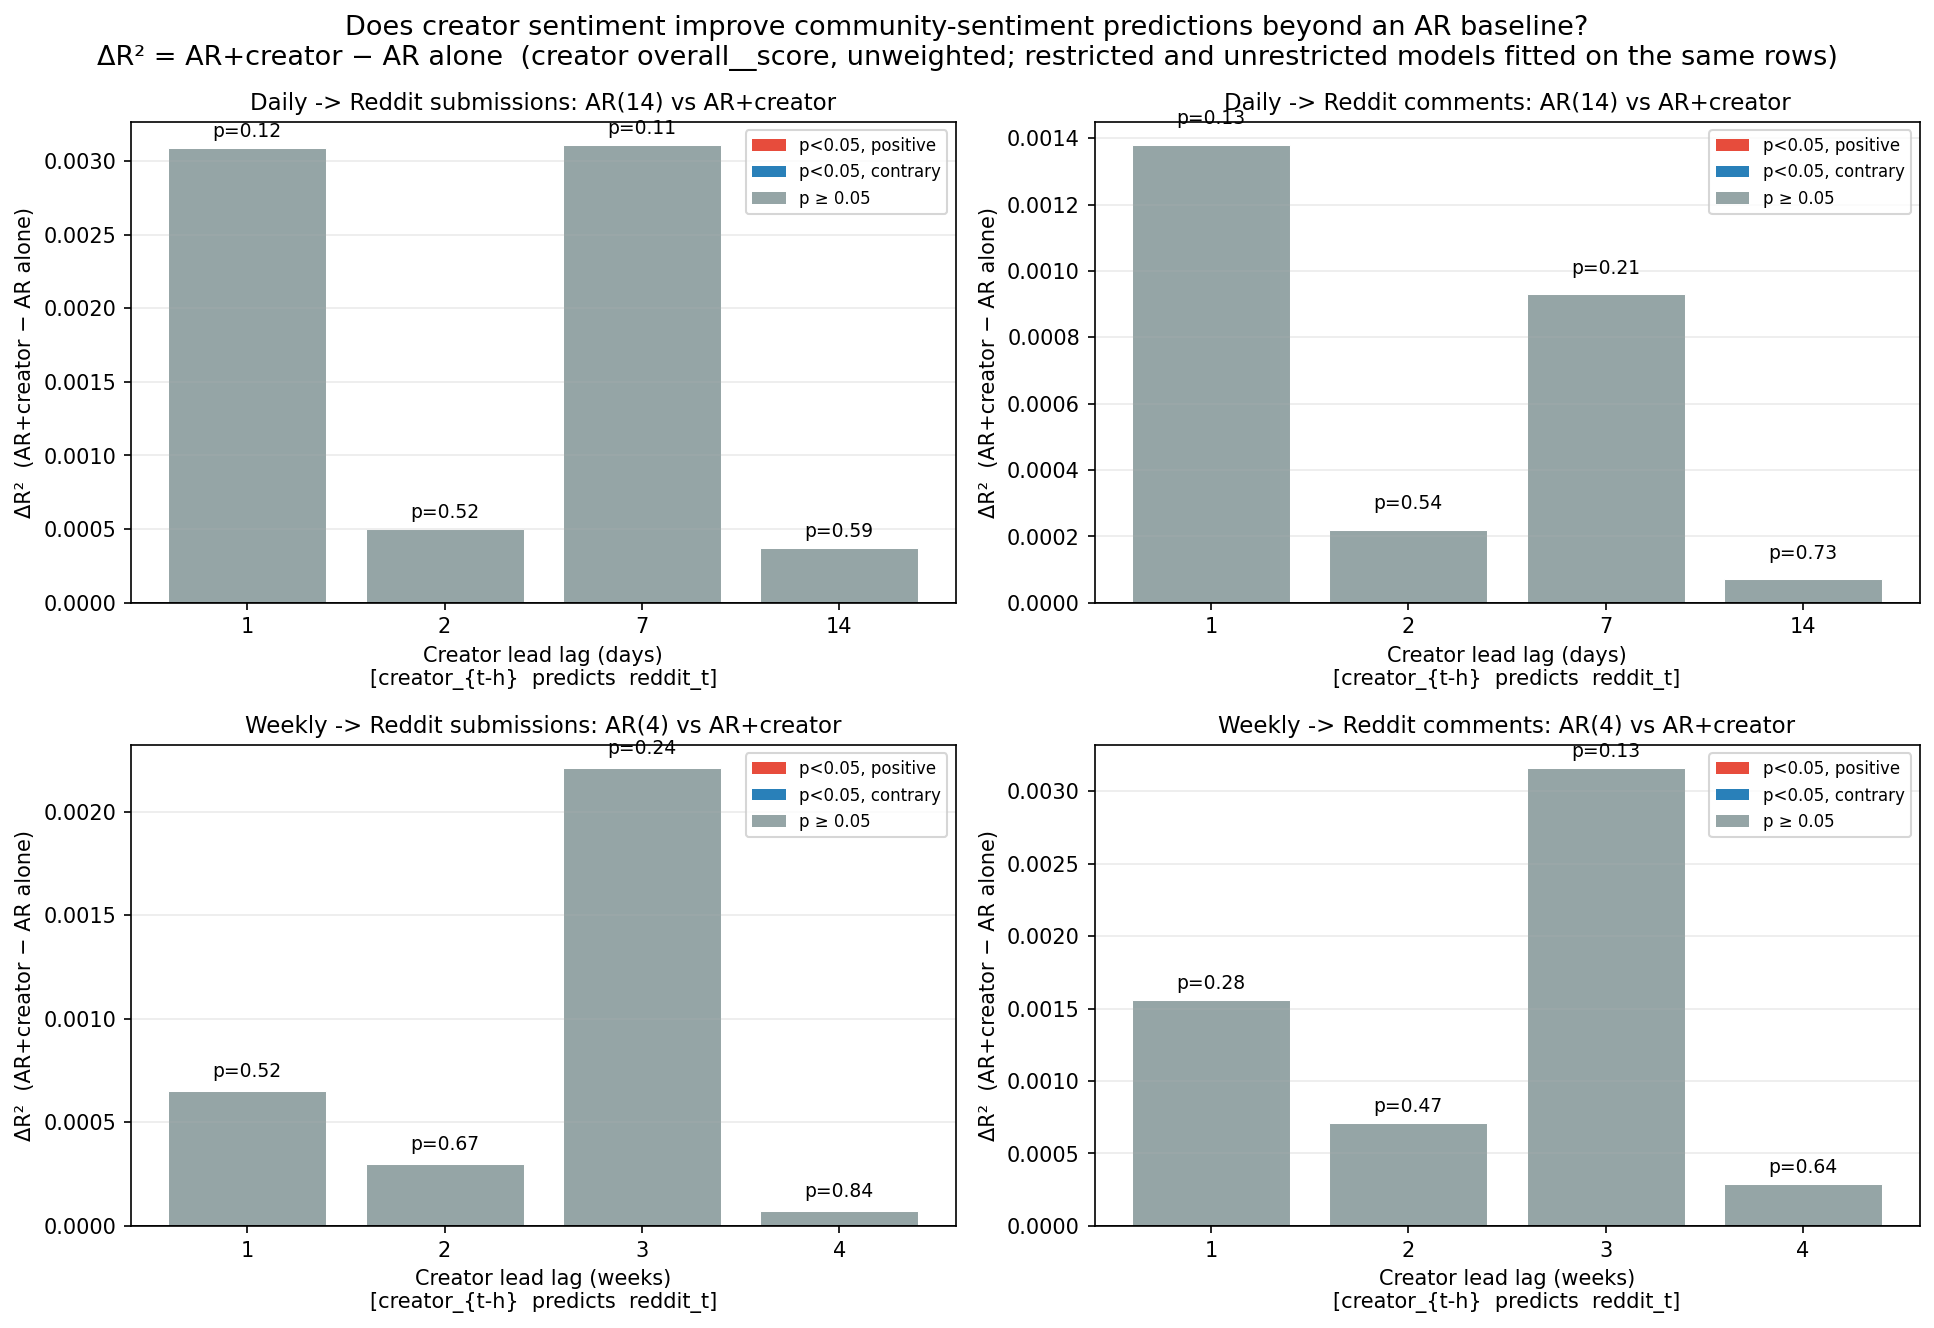 Does creator sentiment improve community-sentiment predictions beyond an AR baseline?
ΔR² = AR+creator − AR alone  (creator overall__score, unweighted; restricted and unrestricted models fitted on the same rows)
Daily -> Reddit submissions: AR(14) vs AR+creator
p=0.12
p=0.52
p=0.11
p=0.59
p<0.05, positive
p<0.05, contrary
p ≥ 0.05
0.0030
0.0025
0.0020
0.0015
0.0010
0.0005
0.0000
ΔR²  (AR+creator − AR alone)
1
2
7
14
Creator lead lag (days)
[creator_{t-h}  predicts  reddit_t]
Daily -> Reddit comments: AR(14) vs AR+creator
p=0.13
p=0.54
p=0.21
p=0.73
p<0.05, positive
p<0.05, contrary
p ≥ 0.05
0.0014
0.0012
0.0010
0.0008
0.0006
0.0004
0.0002
0.0000
ΔR²  (AR+creator − AR alone)
1
2
7
14
Creator lead lag (days)
[creator_{t-h}  predicts  reddit_t]
Weekly -> Reddit submissions: AR(4) vs AR+creator
p=0.52
p=0.67
p=0.24
p=0.84
p<0.05, positive
p<0.05, contrary
p ≥ 0.05
0.0020
0.0015
0.0010
0.0005
0.0000
ΔR²  (AR+creator − AR alone)
1
2
3
4
Creator lead lag (weeks)
[creator_{t-h}  predicts  reddit_t]
Weekly -> Reddit comments: AR(4) vs AR+creator
p=0.28
p=0.47
p=0.13
p=0.64
p<0.05, positive
p<0.05, contrary
p ≥ 0.05
0.0030
0.0025
0.0020
0.0015
0.0010
0.0005
0.0000
ΔR²  (AR+creator − AR alone)
1
2
3
4
Creator lead lag (weeks)
[creator_{t-h}  predicts  reddit_t]